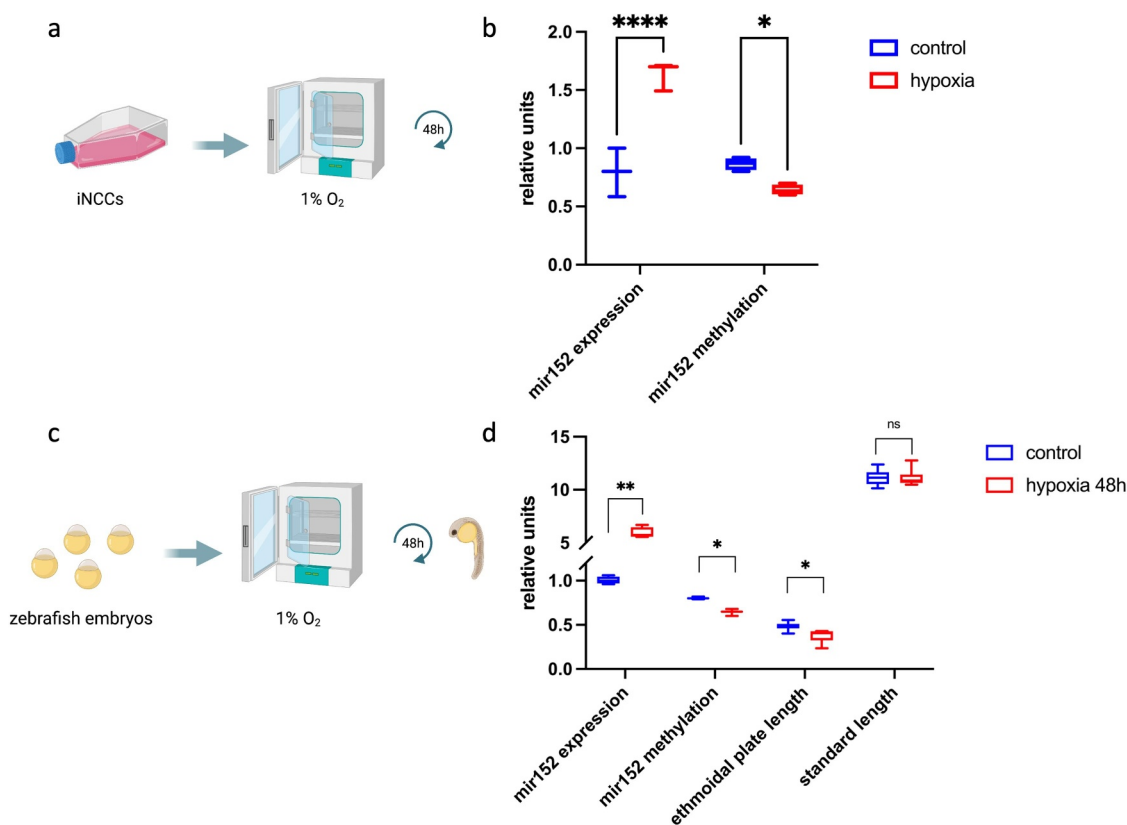 a
iNCCs
1% O₂
48h
b
****
*
control
hypoxia
relative units
2.0
1.5
1.0
0.5
0.0
mir152 expression
mir152 methylation
c
zebrafish embryos
1% O₂
48h
d
**
*
*
ns
control
hypoxia 48h
relative units
15
10
5
1.0
0.5
0.0
mir152 expression
mir152 methylation
ethmoidal plate length
standard length